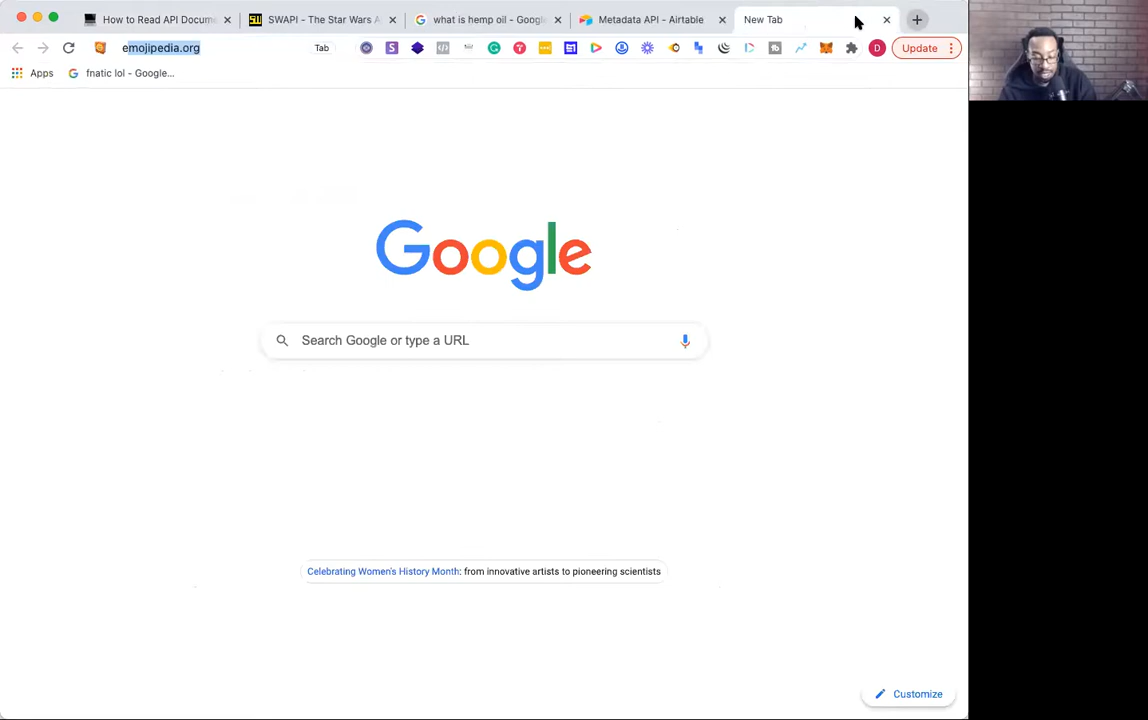 How to Read API Docume
SWAPI - The Star Wars A
what is hemp oil - Google
Metadata API - Airtable
New Tab
emojipedia.org
Tab
D
Update
Apps
fnatic lol - Google...
Google
Search Google or type a URL
Celebrating Women's History Month: from innovative artists to pioneering scientists
Customize